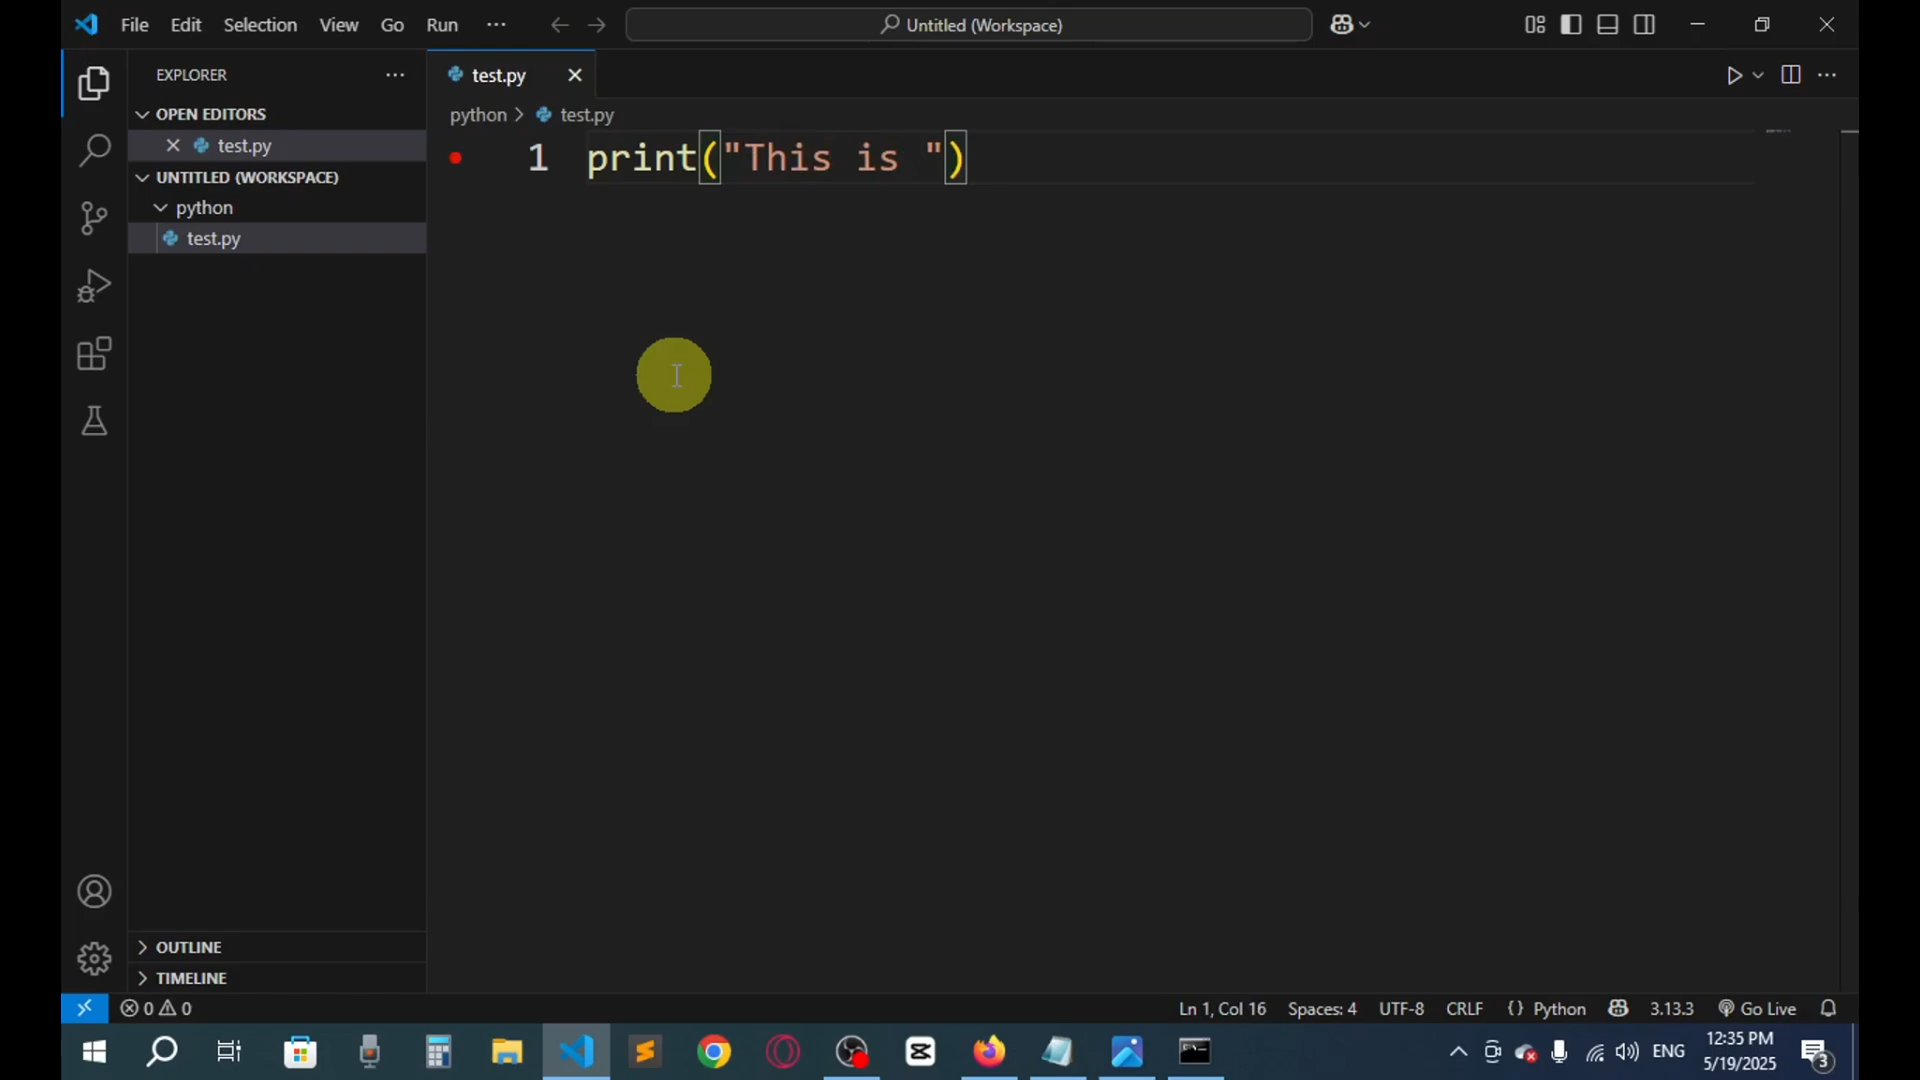 File Edit Selection View Go Run ··· Untitled (Workspace)
EXPLORER ···
OPEN EDITORS
test.py
UNTITLED (WORKSPACE)
python
test.py
OUTLINE
TIMELINE
test.py
python > test.py
1 print("This is ")
0 0 Ln 1, Col 16 Spaces: 4 UTF-8 CRLF {} Python 3.13.3 Go Live
ENG
12:35 PM
5/19/2025
3